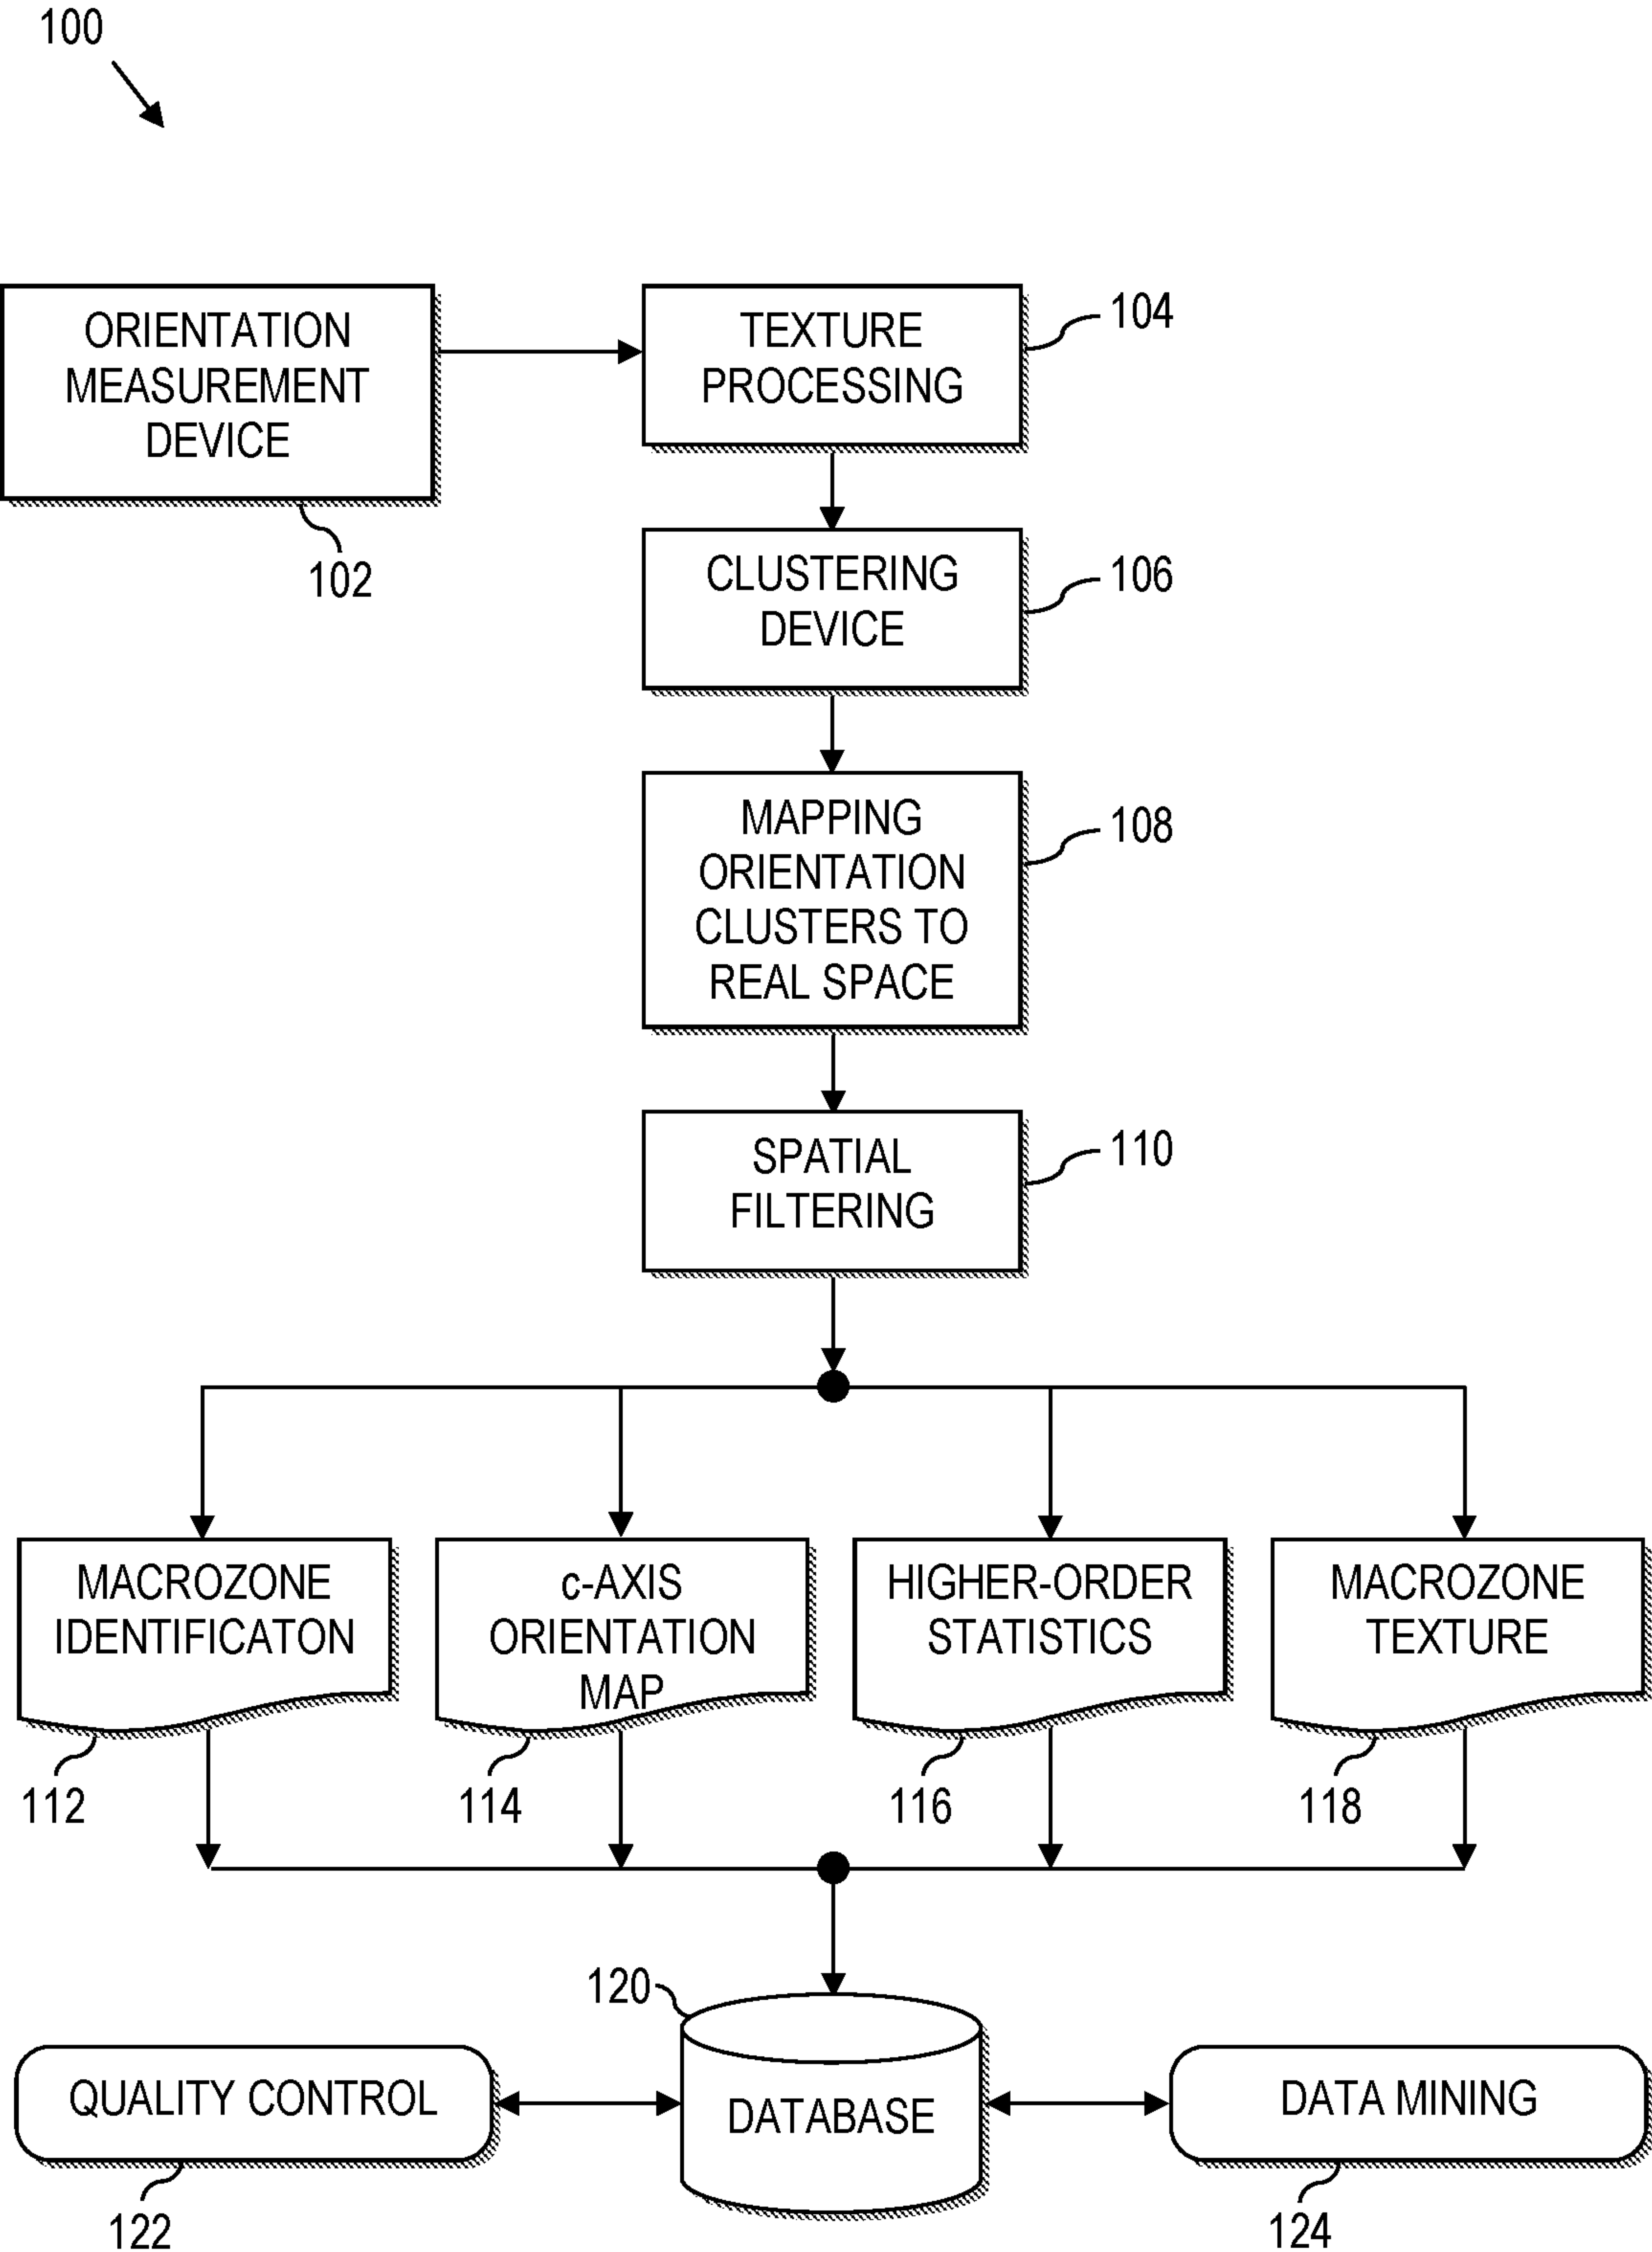 100
ORIENTATION
MEASUREMENT
DEVICE
102
TEXTURE
PROCESSING
104
CLUSTERING
DEVICE
106
MAPPING
ORIENTATION
CLUSTERS TO
REAL SPACE
108
SPATIAL
FILTERING
110
MACROZONE
IDENTIFICATON
112
c-AXIS
ORIENTATION
MAP
114
HIGHER-ORDER
STATISTICS
116
MACROZONE
TEXTURE
118
120
DATABASE
QUALITY CONTROL
122
DATA MINING
124